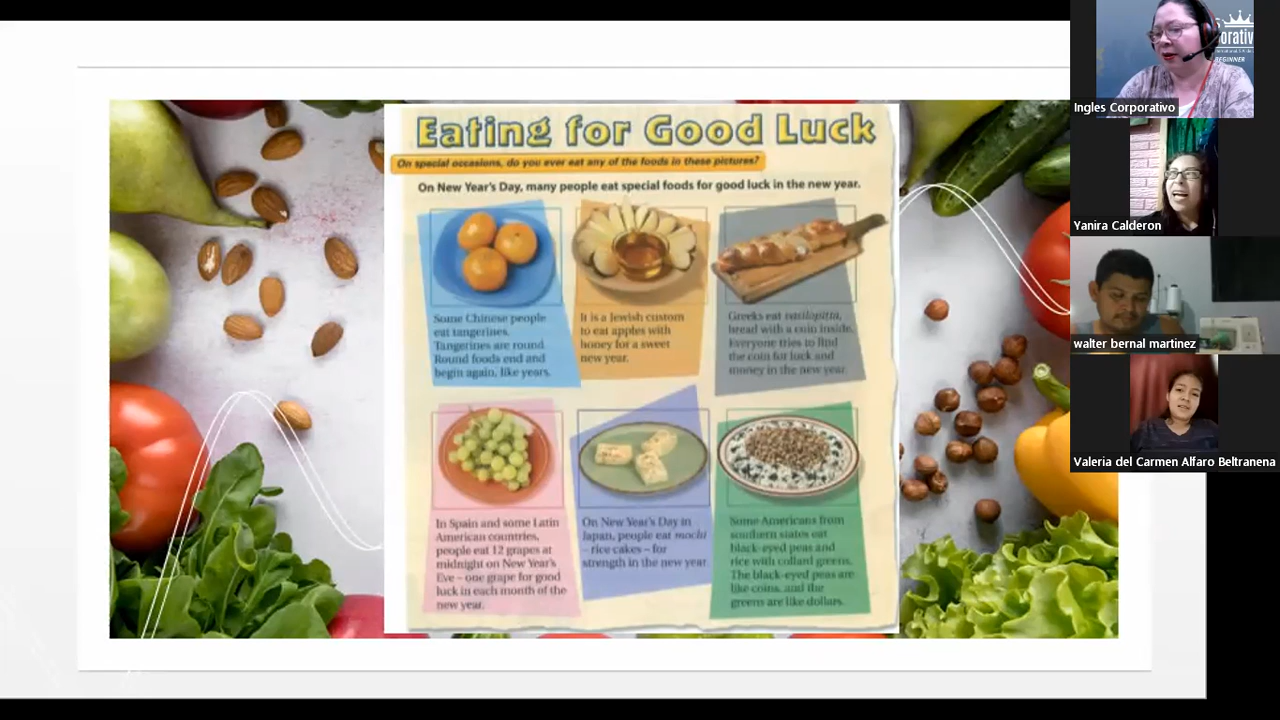 Eating for Good Luck
On special occasions, do you ever eat any of the foods in these pictures?
On New Year's Day, many people eat special foods for good luck in the new year.
Some Chinese people
eat tangerines.
Tangerines are round.
Round foods end and
begin again, like years.
It is a Jewish custom
to eat apples with
honey for a sweet
new year.
Greeks eat vasilopitta,
bread with a coin inside.
Everyone tries to find
the coin for luck and
money in the new year.
In Spain and some Latin
American countries,
people eat 12 grapes at
midnight on New Year's
Eve – one grape for good
luck in each month of the
new year.
On New Year's Day in
Japan, people eat mochi
– rice cakes – for
strength in the new year.
Some Americans from
southern states eat
black-eyed peas and
rice with collard greens.
The black-eyed peas are
like coins, and the
greens are like dollars.
BEGINNER
Ingles Corporativo
Yanira Calderon
walter bernal martinez
Valeria del Carmen Alfaro Beltranena